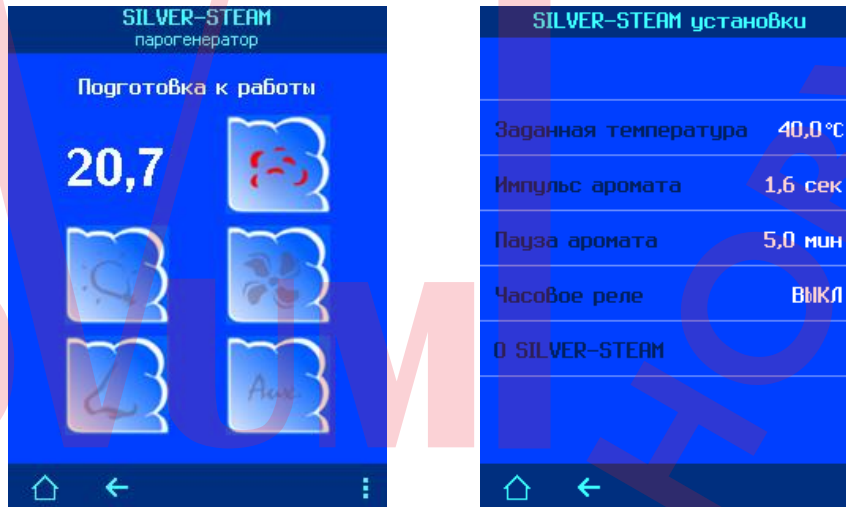 SILVER-STEAM
парогенератор
Подготовка к работы
20,7
Aux.
SILVER-STEAM установки
Заданная температура 40,0°C
Импульс аромата 1,6 сек
Пауза аромата 5,0 мин
Часовое реле ВЫКЛ
О SILVER-STEAM